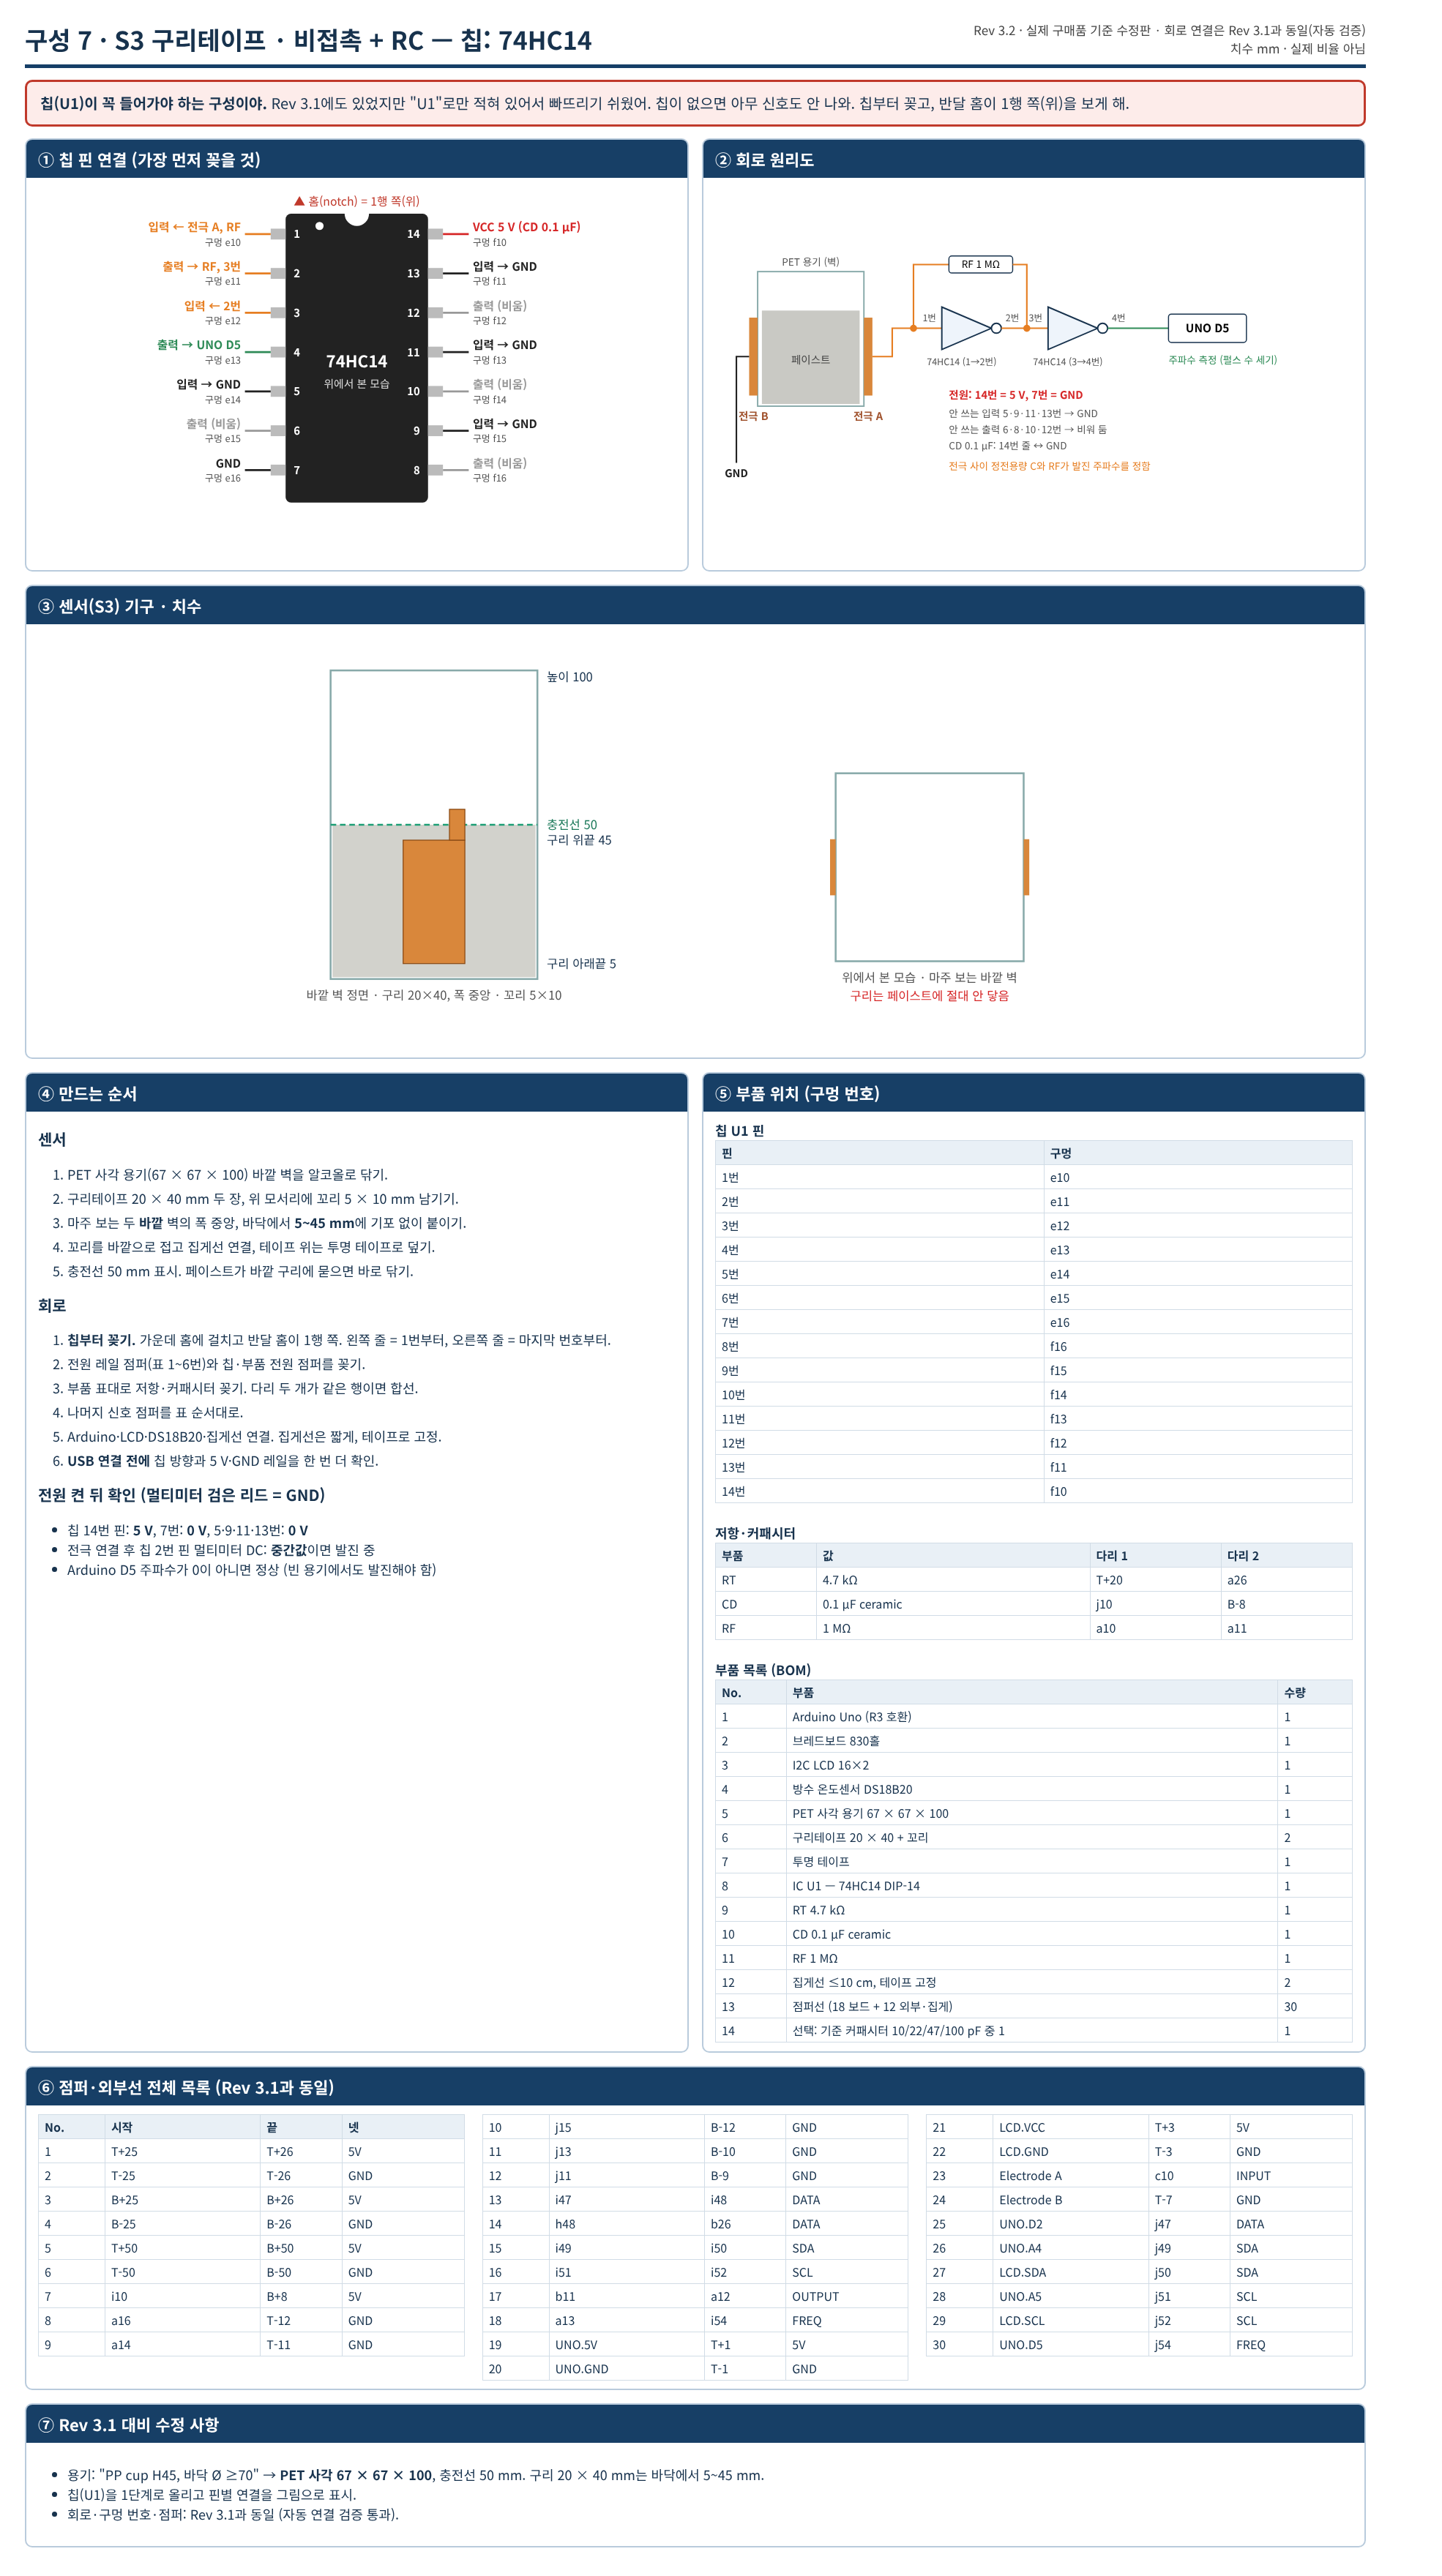 구성 7 · S3 구리테이프 · 비접촉 + RC — 칩: 74HC14
Rev 3.2 · 실제 구매품 기준 수정판 · 회로 연결은 Rev 3.1과 동일(자동 검증)
치수 mm · 실제 비율 아님
칩(U1)이 꼭 들어가야 하는 구성이야. Rev 3.1에도 있었지만 "U1"로만 적혀 있어서 빠뜨리기 쉬웠어. 칩이 없으면 아무 신호도 안 나와. 칩부터 꽂고, 반달 홈이 1행 쪽(위)을 보게 해.
① 칩 핀 연결 (가장 먼저 꽂을 것)
▲ 홈(notch) = 1행 쪽(위)
입력 ← 전극 A, RF
구멍 e10
1
14
VCC 5 V (CD 0.1 µF)
구멍 f10
출력 → RF, 3번
구멍 e11
2
13
입력 → GND
구멍 f11
입력 ← 2번
구멍 e12
3
12
출력 (비움)
구멍 f12
출력 → UNO D5
구멍 e13
4
11
입력 → GND
구멍 f13
74HC14
위에서 본 모습
입력 → GND
구멍 e14
5
10
출력 (비움)
구멍 f14
출력 (비움)
구멍 e15
6
9
입력 → GND
구멍 f15
GND
구멍 e16
7
8
출력 (비움)
구멍 f16
② 회로 원리도
PET 용기 (벽)
RF 1 MΩ
1번
2번
3번
4번
UNO D5
페이스트
74HC14 (1→2번)
74HC14 (3→4번)
주파수 측정 (펄스 수 세기)
전극 B
전극 A
GND
전원: 14번 = 5 V, 7번 = GND
안 쓰는 입력 5·9·11·13번 → GND
안 쓰는 출력 6·8·10·12번 → 비워 둠
CD 0.1 µF: 14번 줄 ↔ GND
전극 사이 정전용량 C와 RF가 발진 주파수를 정함
③ 센서(S3) 기구 · 치수
높이 100
충전선 50
구리 위끝 45
구리 아래끝 5
바깥 벽 정면 · 구리 20×40, 폭 중앙 · 꼬리 5×10
위에서 본 모습 · 마주 보는 바깥 벽
구리는 페이스트에 절대 안 닿음
④ 만드는 순서
센서
1. PET 사각 용기(67 × 67 × 100) 바깥 벽을 알코올로 닦기.
2. 구리테이프 20 × 40 mm 두 장, 위 모서리에 꼬리 5 × 10 mm 남기기.
3. 마주 보는 두 바깥 벽의 폭 중앙, 바닥에서 5~45 mm에 기포 없이 붙이기.
4. 꼬리를 바깥으로 접고 집게선 연결, 테이프 위는 투명 테이프로 덮기.
5. 충전선 50 mm 표시. 페이스트가 바깥 구리에 묻으면 바로 닦기.
회로
1. 칩부터 꽂기. 가운데 홈에 걸치고 반달 홈이 1행 쪽. 왼쪽 줄 = 1번부터, 오른쪽 줄 = 마지막 번호부터.
2. 전원 레일 점퍼(표 1~6번)와 칩·부품 전원 점퍼를 꽂기.
3. 부품 표대로 저항·커패시터 꽂기. 다리 두 개가 같은 행이면 합선.
4. 나머지 신호 점퍼를 표 순서대로.
5. Arduino·LCD·DS18B20·집게선 연결. 집게선은 짧게, 테이프로 고정.
6. USB 연결 전에 칩 방향과 5 V·GND 레일을 한 번 더 확인.
전원 켠 뒤 확인 (멀티미터 검은 리드 = GND)
• 칩 14번 핀: 5 V, 7번: 0 V, 5·9·11·13번: 0 V
• 전극 연결 후 칩 2번 핀 멀티미터 DC: 중간값이면 발진 중
• Arduino D5 주파수가 0이 아니면 정상 (빈 용기에서도 발진해야 함)
⑤ 부품 위치 (구멍 번호)
칩 U1 핀
핀 구멍
1번 e10
2번 e11
3번 e12
4번 e13
5번 e14
6번 e15
7번 e16
8번 f16
9번 f15
10번 f14
11번 f13
12번 f12
13번 f11
14번 f10
저항·커패시터
부품 값 다리 1 다리 2
RT 4.7 kΩ T+20 a26
CD 0.1 µF ceramic j10 B-8
RF 1 MΩ a10 a11
부품 목록 (BOM)
No. 부품 수량
1 Arduino Uno (R3 호환) 1
2 브레드보드 830홀 1
3 I2C LCD 16×2 1
4 방수 온도센서 DS18B20 1
5 PET 사각 용기 67 × 67 × 100 1
6 구리테이프 20 × 40 + 꼬리 2
7 투명 테이프 1
8 IC U1 — 74HC14 DIP-14 1
9 RT 4.7 kΩ 1
10 CD 0.1 µF ceramic 1
11 RF 1 MΩ 1
12 집게선 ≤10 cm, 테이프 고정 2
13 점퍼선 (18 보드 + 12 외부·집게) 30
14 선택: 기준 커패시터 10/22/47/100 pF 중 1 1
⑥ 점퍼·외부선 전체 목록 (Rev 3.1과 동일)
No. 시작 끝 넷
1 T+25 T+26 5V
2 T-25 T-26 GND
3 B+25 B+26 5V
4 B-25 B-26 GND
5 T+50 B+50 5V
6 T-50 B-50 GND
7 i10 B+8 5V
8 a16 T-12 GND
9 a14 T-11 GND
10 j15 B-12 GND
11 j13 B-10 GND
12 j11 B-9 GND
13 i47 i48 DATA
14 h48 b26 DATA
15 i49 i50 SDA
16 i51 i52 SCL
17 b11 a12 OUTPUT
18 a13 i54 FREQ
19 UNO.5V T+1 5V
20 UNO.GND T-1 GND
21 LCD.VCC T+3 5V
22 LCD.GND T-3 GND
23 Electrode A c10 INPUT
24 Electrode B T-7 GND
25 UNO.D2 j47 DATA
26 UNO.A4 j49 SDA
27 LCD.SDA j50 SDA
28 UNO.A5 j51 SCL
29 LCD.SCL j52 SCL
30 UNO.D5 j54 FREQ
⑦ Rev 3.1 대비 수정 사항
• 용기: "PP cup H45, 바닥 Ø ≥70" → PET 사각 67 × 67 × 100, 충전선 50 mm. 구리 20 × 40 mm는 바닥에서 5~45 mm.
• 칩(U1)을 1단계로 올리고 핀별 연결을 그림으로 표시.
• 회로·구멍 번호·점퍼: Rev 3.1과 동일 (자동 연결 검증 통과).